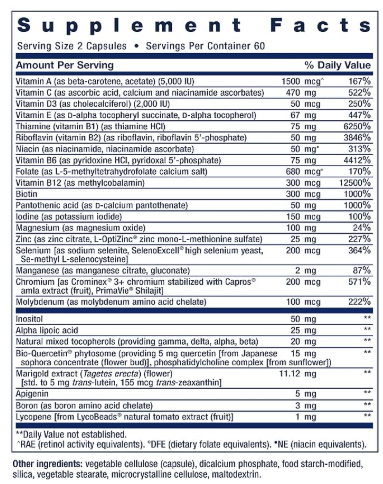 Supplement Facts
Serving Size 2 Capsules • Servings Per Container 60
Amount Per Serving % Daily Value
Vitamin A (as beta-carotene, acetate) (5,000 IU) 1500 mcg^ 167%
Vitamin C (as ascorbic acid, calcium and niacinamide ascorbates) 470 mg 522%
Vitamin D3 (as cholecalciferol) (2,000 IU) 50 mcg 250%
Vitamin E (as D-alpha tocopheryl succinate, D-alpha tocopherol) 67 mg 447%
Thiamine (vitamin B1) (as thiamine HCl) 75 mg 6250%
Riboflavin (vitamin B2) (as riboflavin, riboflavin 5'-phosphate) 50 mg 3846%
Niacin (as niacinamide, niacinamide ascorbate) 50 mg* 313%
Vitamin B6 (as pyridoxine HCl, pyridoxal 5'-phosphate) 75 mg 4412%
Folate (as L-5-methyltetrahydrofolate calcium salt) 680 mcg° 170%
Vitamin B12 (as methylcobalamin) 300 mcg 12500%
Biotin 300 mcg 1000%
Pantothenic acid (as D-calcium pantothenate) 50 mg 1000%
Iodine (as potassium iodide) 150 mcg 100%
Magnesium (as magnesium oxide) 100 mg 24%
Zinc (as zinc citrate, L-OptiZinc® zinc mono-L-methionine sulfate) 25 mg 227%
Selenium [as sodium selenite, SelenoExcell® high selenium yeast, 200 mcg 364%
Se-methyl L-selenocysteine]
Manganese (as manganese citrate, gluconate) 2 mg 87%
Chromium [as Crominex® 3+ chromium stabilized with Capros® 200 mcg 571%
amla extract (fruit), PrimaVie® Shilajit]
Molybdenum (as molybdenum amino acid chelate) 100 mcg 222%
Inositol 50 mg **
Alpha lipoic acid 25 mg **
Natural mixed tocopherols (providing gamma, delta, alpha, beta) 20 mg **
Bio-Quercetin® phytosome (providing 5 mg quercetin [from Japanese 15 mg **
sophora concentrate (flower bud)], phosphatidylcholine complex [from sunflower])
Marigold extract (Tagetes erecta) (flower) 11.12 mg **
[std. to 5 mg trans-lutein, 155 mcg trans-zeaxanthin]
Apigenin 5 mg **
Boron (as boron amino acid chelate) 3 mg **
Lycopene [from LycoBeads® natural tomato extract (fruit)] 1 mg **
**Daily Value not established.
^RAE (retinol activity equivalents). °DFE (dietary folate equivalents). *NE (niacin equivalents).
Other ingredients: vegetable cellulose (capsule), dicalcium phosphate, food starch-modified,
silica, vegetable stearate, microcrystalline cellulose, maltodextrin.